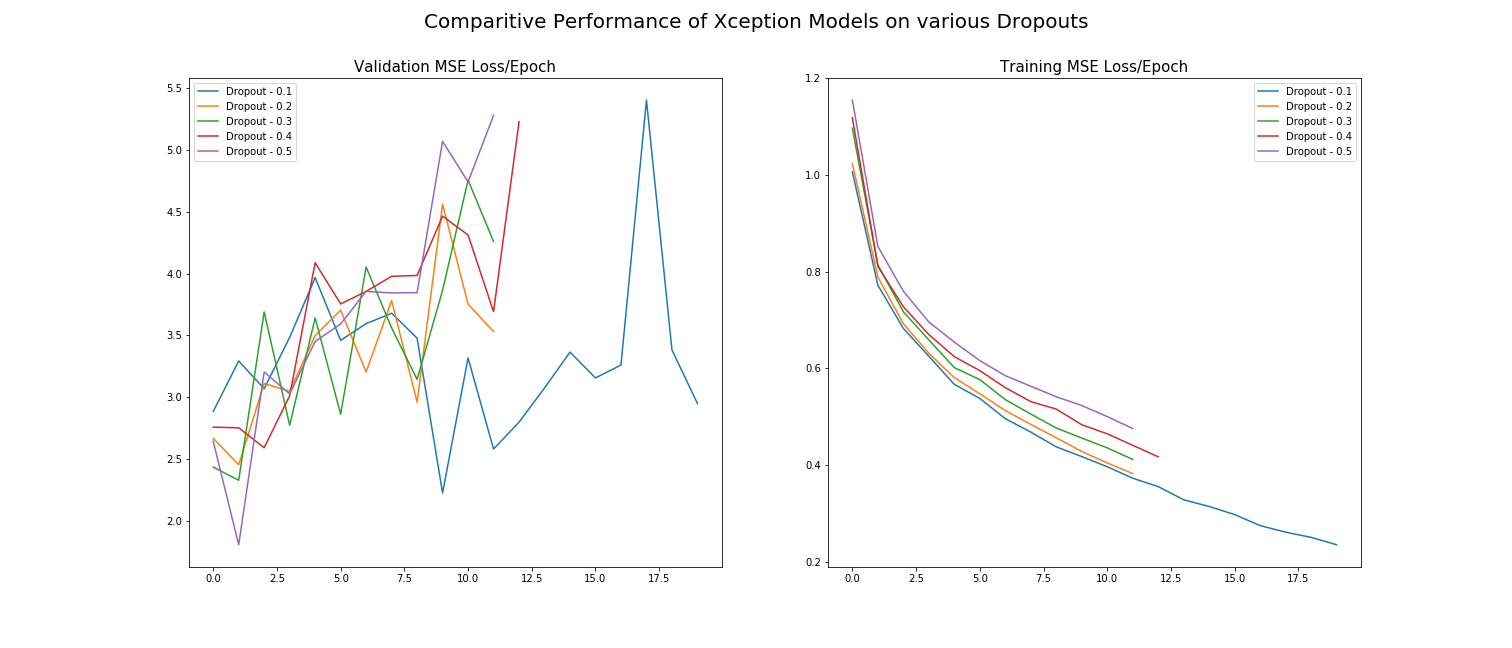 Comparitive Performance of Xception Models on various Dropouts
Validation MSE Loss/Epoch
5.5
5.0
4.5
4.0
3.5
3.0
2.5
2.0
0.0 2.5 5.0 7.5 10.0 12.5 15.0 17.5
Dropout - 0.1
Dropout - 0.2
Dropout - 0.3
Dropout - 0.4
Dropout - 0.5
Training MSE Loss/Epoch
1.2
1.0
0.8
0.6
0.4
0.2
0.0 2.5 5.0 7.5 10.0 12.5 15.0 17.5
Dropout - 0.1
Dropout - 0.2
Dropout - 0.3
Dropout - 0.4
Dropout - 0.5